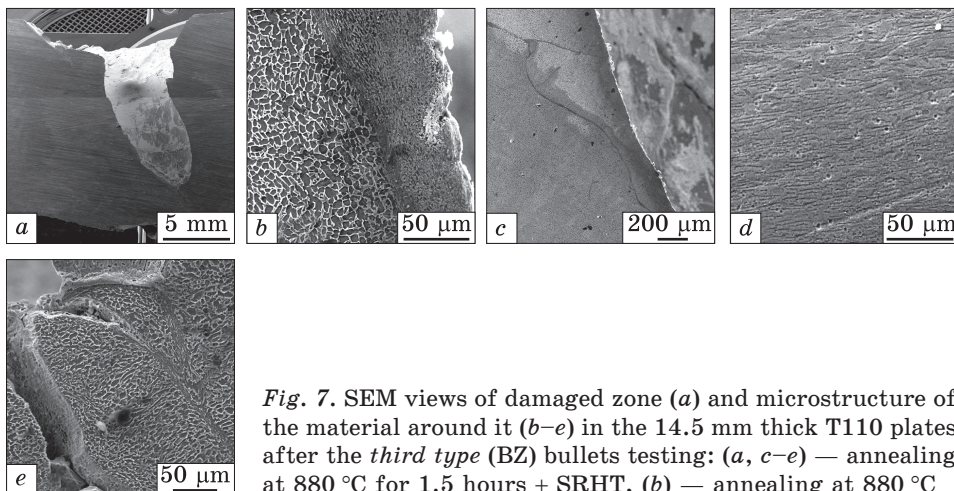 a
5 mm
b
50 μm
c
200 μm
d
50 μm
e
50 μm
Fig. 7. SEM views of damaged zone (a) and microstructure of
the material around it (b–e) in the 14.5 mm thick T110 plates
after the third type (BZ) bullets testing: (a, c–e) — annealing
at 880 °C for 1.5 hours + SRHT, (b) — annealing at 880 °C